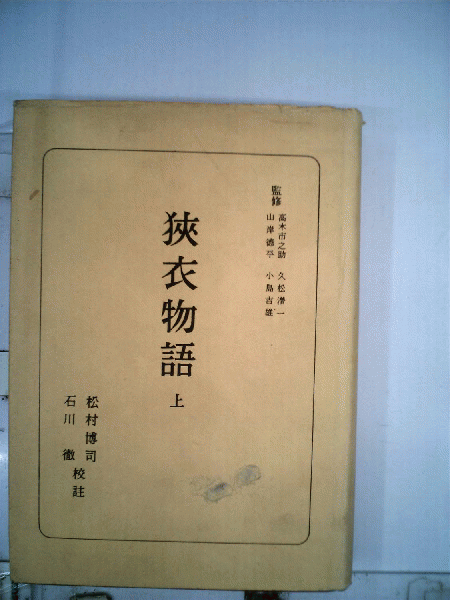 監修 高木市之助 久松潜一
山岸徳平 小島吉雄
狹衣物語 上
松村博司
石川徹 校註